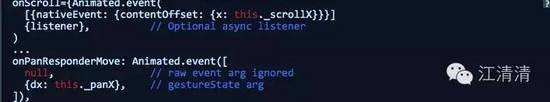 onScroll={Animated.event(
[{nativeEvent: {contentOffset: {x: this._scrollX}}}]
{listener}, // Optional async listener
)
...
onPanResponderMove: Animated.event([
null, // raw event arg ignored
{dx: this._panX}, // gestureState arg
]),
江清清